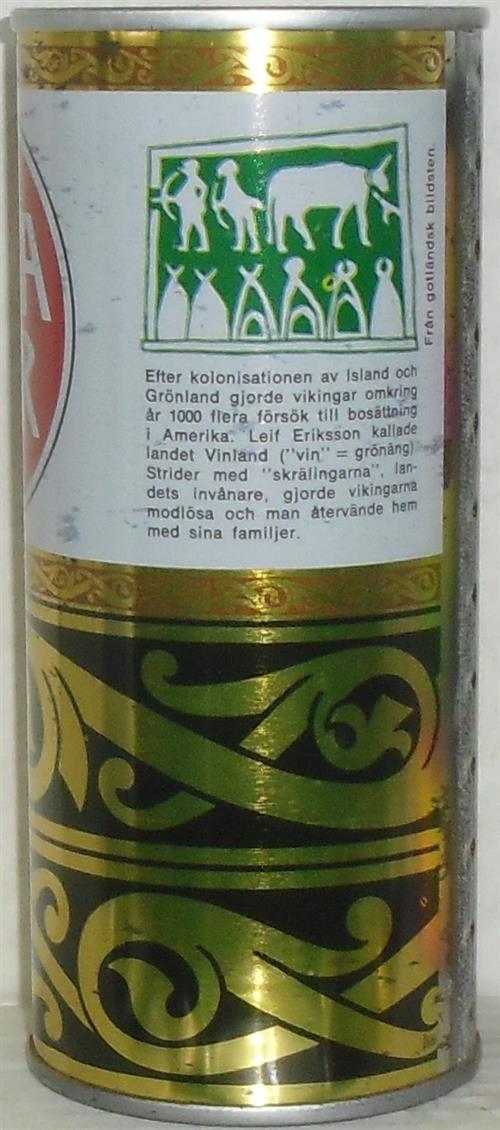 Från gotländsk bildsten.
Efter kolonisationen av Island och
Grönland gjorde vikingar omkring
år 1000 flera försök till bosättning
i Amerika. Leif Eriksson kallade
landet Vinland ("vin" = grönäng)
Strider med "skrälingarna", lan-
dets invånare, gjorde vikingarna
modlösa och man återvände hem
med sina familjer.